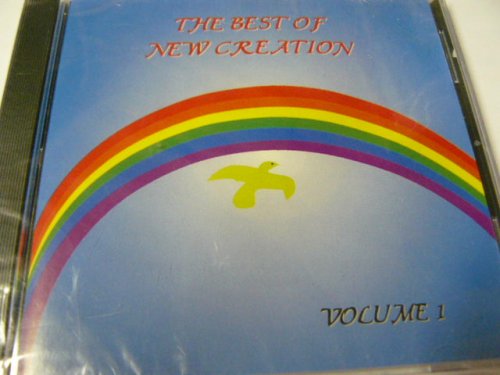 THE BEST OF
NEW CREATION
VOLUME 1